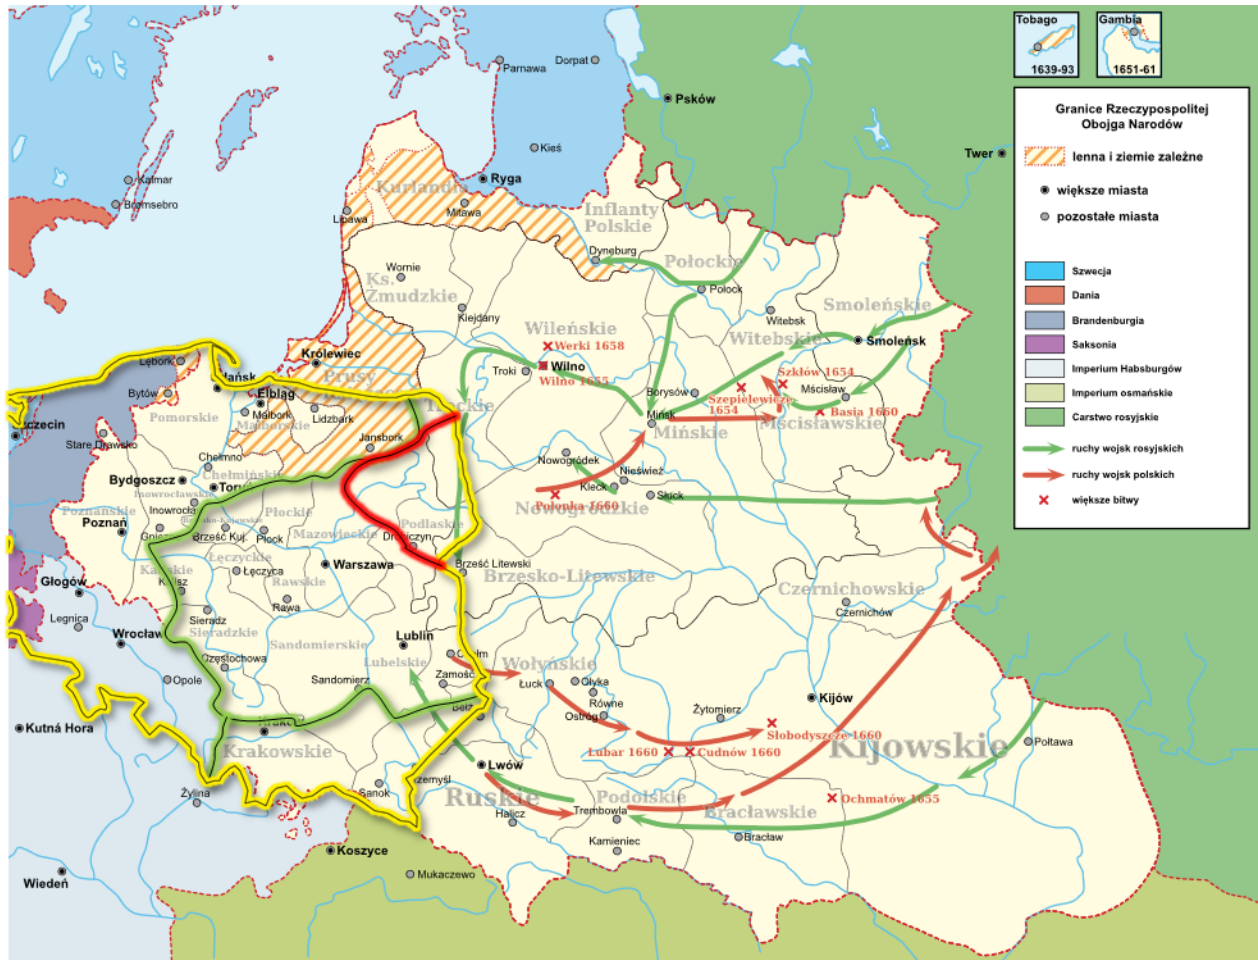 Tobago
1639-93
Gambia
1651-61
Granice Rzeczypospolitej
Obojga Narodów
lenna i ziemie zależne
większe miasta
pozostałe miasta
Szwecja
Dania
Brandenburgia
Saksonia
Imperium Habsburgów
Imperium osmańskie
Carstwo rosyjskie
ruchy wojsk rosyjskich
ruchy wojsk polskich
większe bitwy
Parnawa
Dorpat
Psków
Twer
Kieś
Kalmar
Bromsebro
Ryga
Kurlandia
Mitawa
Lipawa
Inflanty
Polskie
Dyneburg
Połockie
Połock
Wornie
Ks.
Żmudzkie
Kiejdany
Wileńskie
Witebsk
Witebskie
Smoleńskie
Smoleńsk
Werki 1658
Wilno
Wilno 1655
Troki
Królewiec
Prusy
Lębork
Bytów
Elbląg
Malbork
Malborskie
Lidzbark
Pomorskie
Stare Drawsko
Jansbork
Borysów
Szkłów 1654
Mścisław
Szepielewicze
1654
Basia 1660
Mińsk
Mińskie
Mścisławskie
Chełmno
Chełmińskie
Bydgoszcz
Inowrocławskie
Poznańskie
Poznań
Brześć Kuj.
Płock
Płockie
Mazowieckie
Podlaskie
Nowogródek
Nieśwież
Kleck
Słuck
Połonka 1660
Nowogródzkie
Łęczyckie
Łęczyca
Rawskie
Rawa
Warszawa
Brześć Litewski
Brzesko-Litewskie
Głogów
Legnica
Wrocław
Sieradz
Sieradzkie
Sandomierskie
Lublin
Lubelskie
Czernichowskie
Czernichów
Opole
Częstochowa
Sandomierz
Zamość
Wołyńskie
Łuck
Ołyka
Równe
Ostróg
Żytomierz
Kijów
Kutná Hora
Krakowskie
Słobodyszcze 1660
Lubar 1660
Cudnów 1660
Kijowskie
Połtawa
Lwów
Ruskie
Halicz
Sanok
Żylina
Podolskie
Trembowla
Bracławskie
Ochmatów 1655
Kamieniec
Bracław
Koszyce
Mukaczewo
Wiedeń